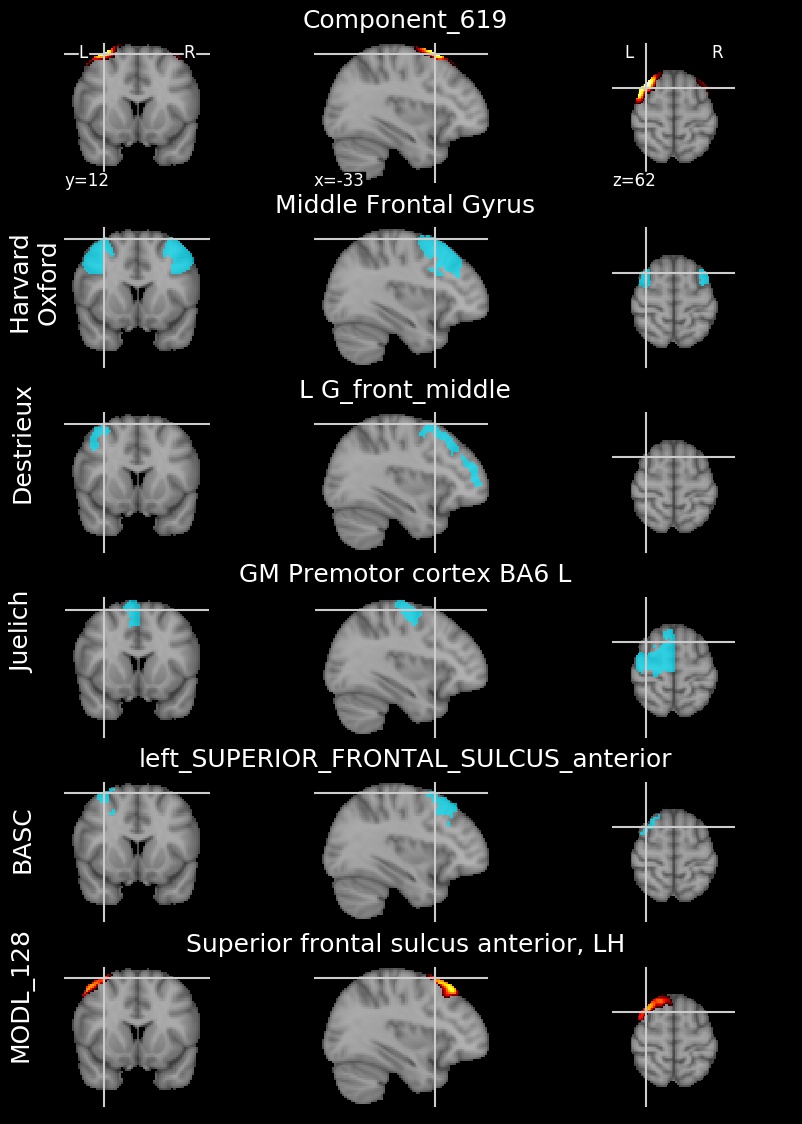 Component_619
L R
L R
y=12
x=-33
z=62
Middle Frontal Gyrus
Harvard
Oxford
L G_front_middle
Destrieux
GM Premotor cortex BA6 L
Juelich
left_SUPERIOR_FRONTAL_SULCUS_anterior
BASC
Superior frontal sulcus anterior, LH
MODL_128